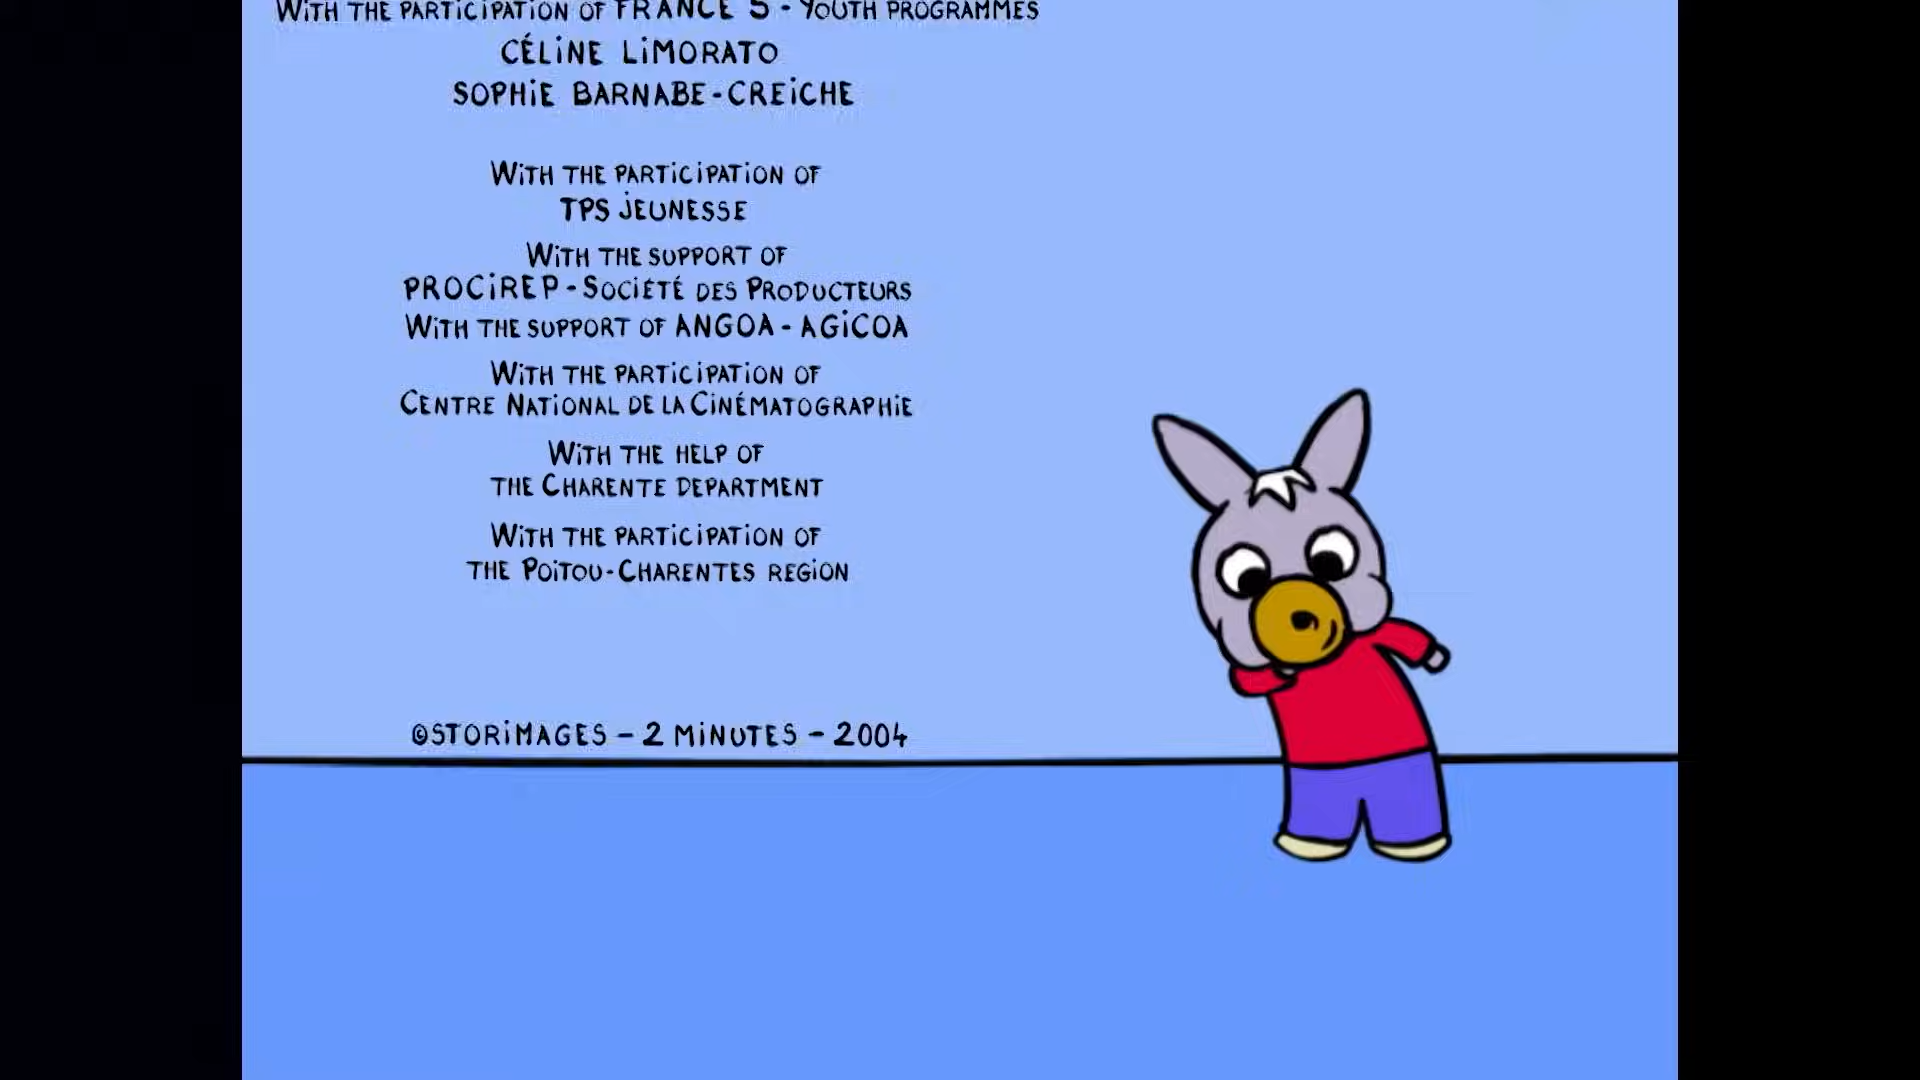 WiTH THE PARTiCiPATiON OF FRANCE 5 - YOUTH PROGRAMMES
CÉLiNE LiMORATO
SOPHiE BARNABE-CREiCHE
WiTH THE PARTiCiPATiON OF
TPS JEUNESSE
WiTH THE SUPPORT OF
PROCiREP - SOCiÉTÉ DES PRODUCTEURS
WiTH THE SUPPORT OF ANGOA - AGiCOA
WiTH THE PARTiCiPATiON OF
CENTRE NATiONAL DE LA CiNÉMATOGRAPHiE
WiTH THE HELP OF
THE CHARENTE DEPARTMENT
WiTH THE PARTiCiPATiON OF
THE POiTOU-CHARENTES REGiON
©STORiMAGES – 2 MiNUTES – 2004